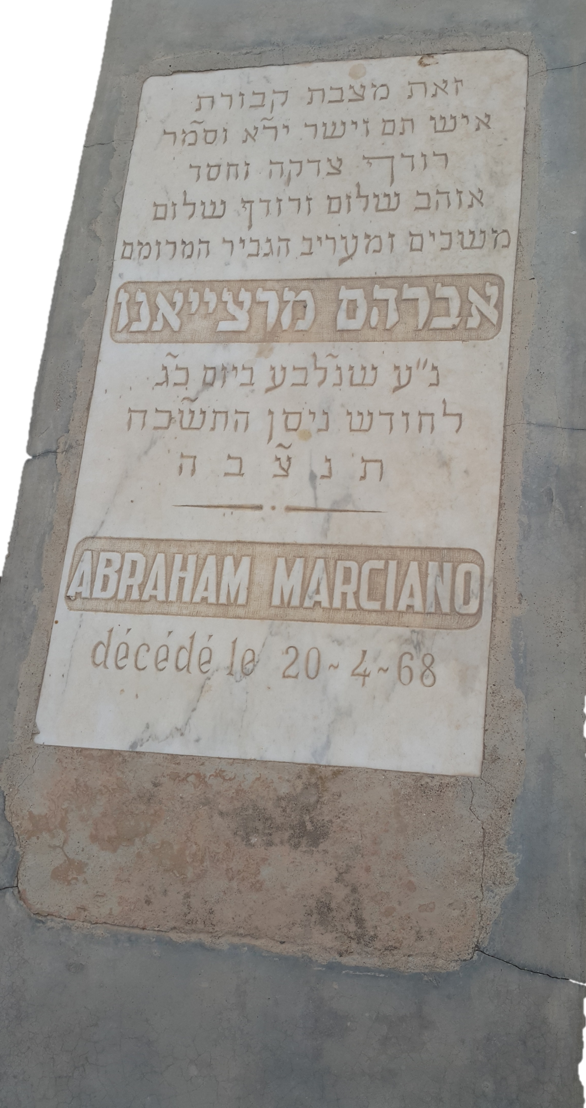 זאת מצבת קבורת
איש תם וישר ירא וסמר
רודף צדקה וחסד
אוהב שלום ורודף שלום
משכים ומעריב הגביר המרומם
אברהם מרצייאנו
נ"ע שנלבע ביום כג
לחודש ניסן התשכח
ת נ צ ב ה
ABRAHAM MARCIANO
décédé le 20-4-68